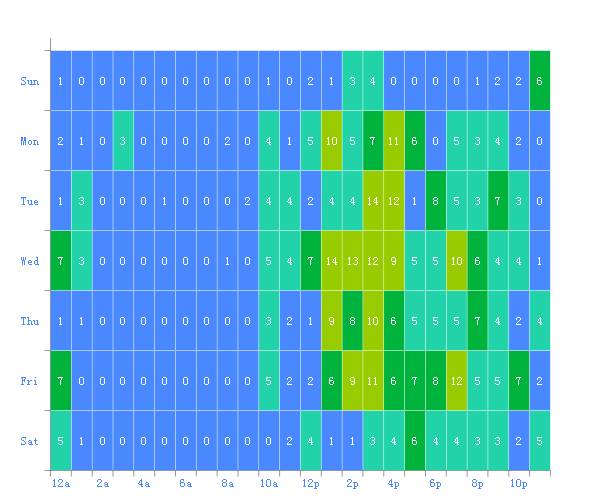 Sun 1 0 0 0 0 0 0 0 0 0 1 0 2 1 3 4 0 0 0 0 1 2 2 6
Mon 2 1 0 3 0 0 0 0 2 0 4 1 5 10 5 7 11 6 0 5 3 4 2 0
Tue 1 3 0 0 0 1 0 0 0 2 4 4 2 4 4 14 12 1 8 5 3 7 3 0
Wed 7 3 0 0 0 0 0 0 1 0 5 4 7 14 13 12 9 5 5 10 6 4 4 1
Thu 1 1 0 0 0 0 0 0 0 0 3 2 1 9 8 10 6 5 5 5 7 4 2 4
Fri 7 0 0 0 0 0 0 0 0 0 5 2 2 6 9 11 6 7 8 12 5 5 7 2
Sat 5 1 0 0 0 0 0 0 0 0 0 2 4 1 1 3 4 6 4 4 3 3 2 5
12a 2a 4a 6a 8a 10a 12p 2p 4p 6p 8p 10p